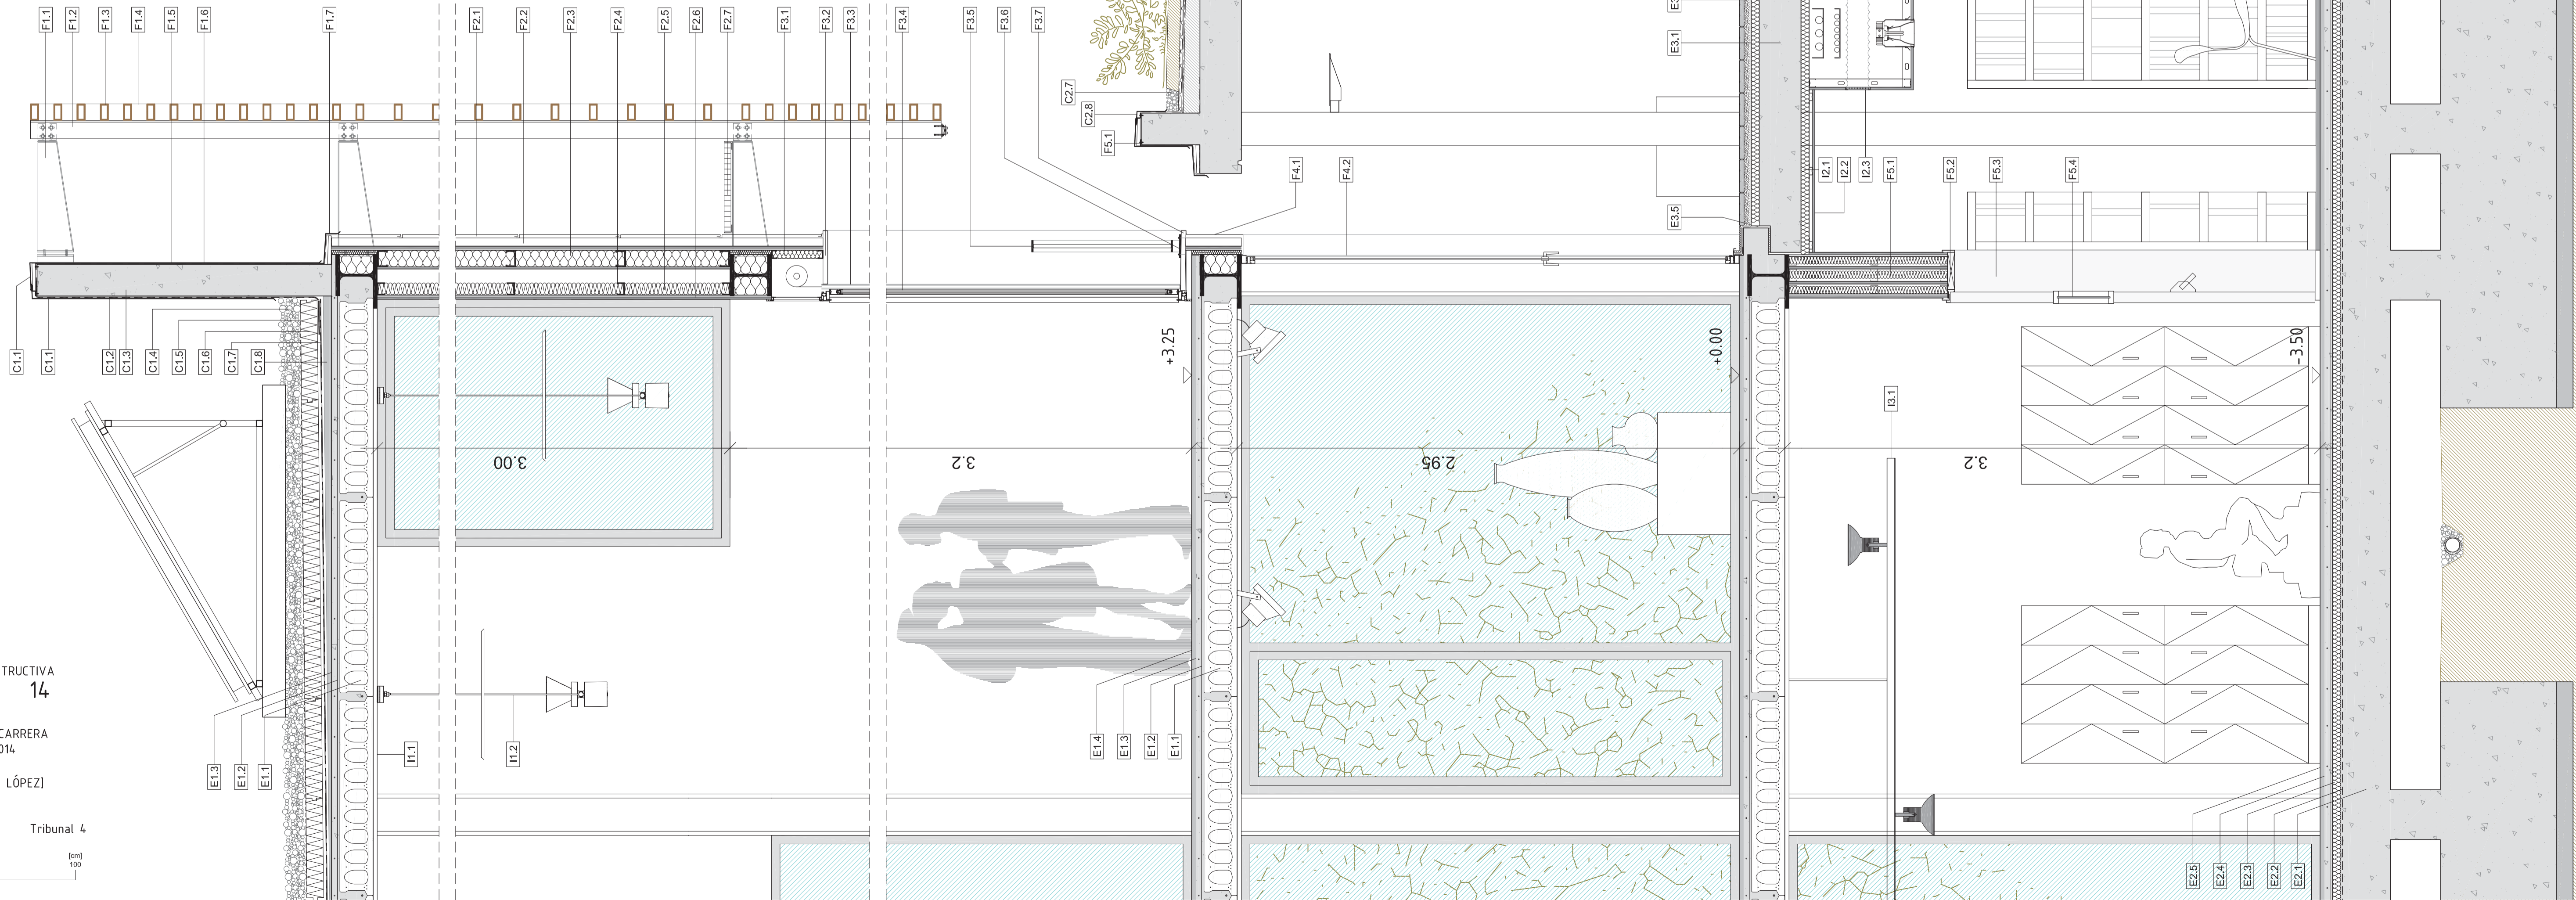 F1.1
F1.2
F1.3
F1.4
F1.5
F1.6
F1.7
F2.1
F2.2
F2.3
F2.4
F2.5
F2.6
F2.7
F3.1
F3.2
F3.3
F3.4
F3.5
F3.6
F3.7
C2.7
C2.8
F5.1
F4.1
F4.2
E3.1
E3.5
I2.1
I2.2
I2.3
F5.1
F5.2
F5.3
F5.4
C1.1
C1.1
C1.2
C1.3
C1.4
C1.5
C1.6
C1.7
C1.8
+3.25
+0.00
-3.50
3.00
3.2
2.95
3.2
I3.1
TRUCTIVA
14
CARRERA
014
LÓPEZ]
Tribunal 4
[cm]
100
E1.3
E1.2
E1.1
I1.1
I1.2
E1.4
E1.3
E1.2
E1.1
E2.5
E2.4
E2.3
E2.2
E2.1